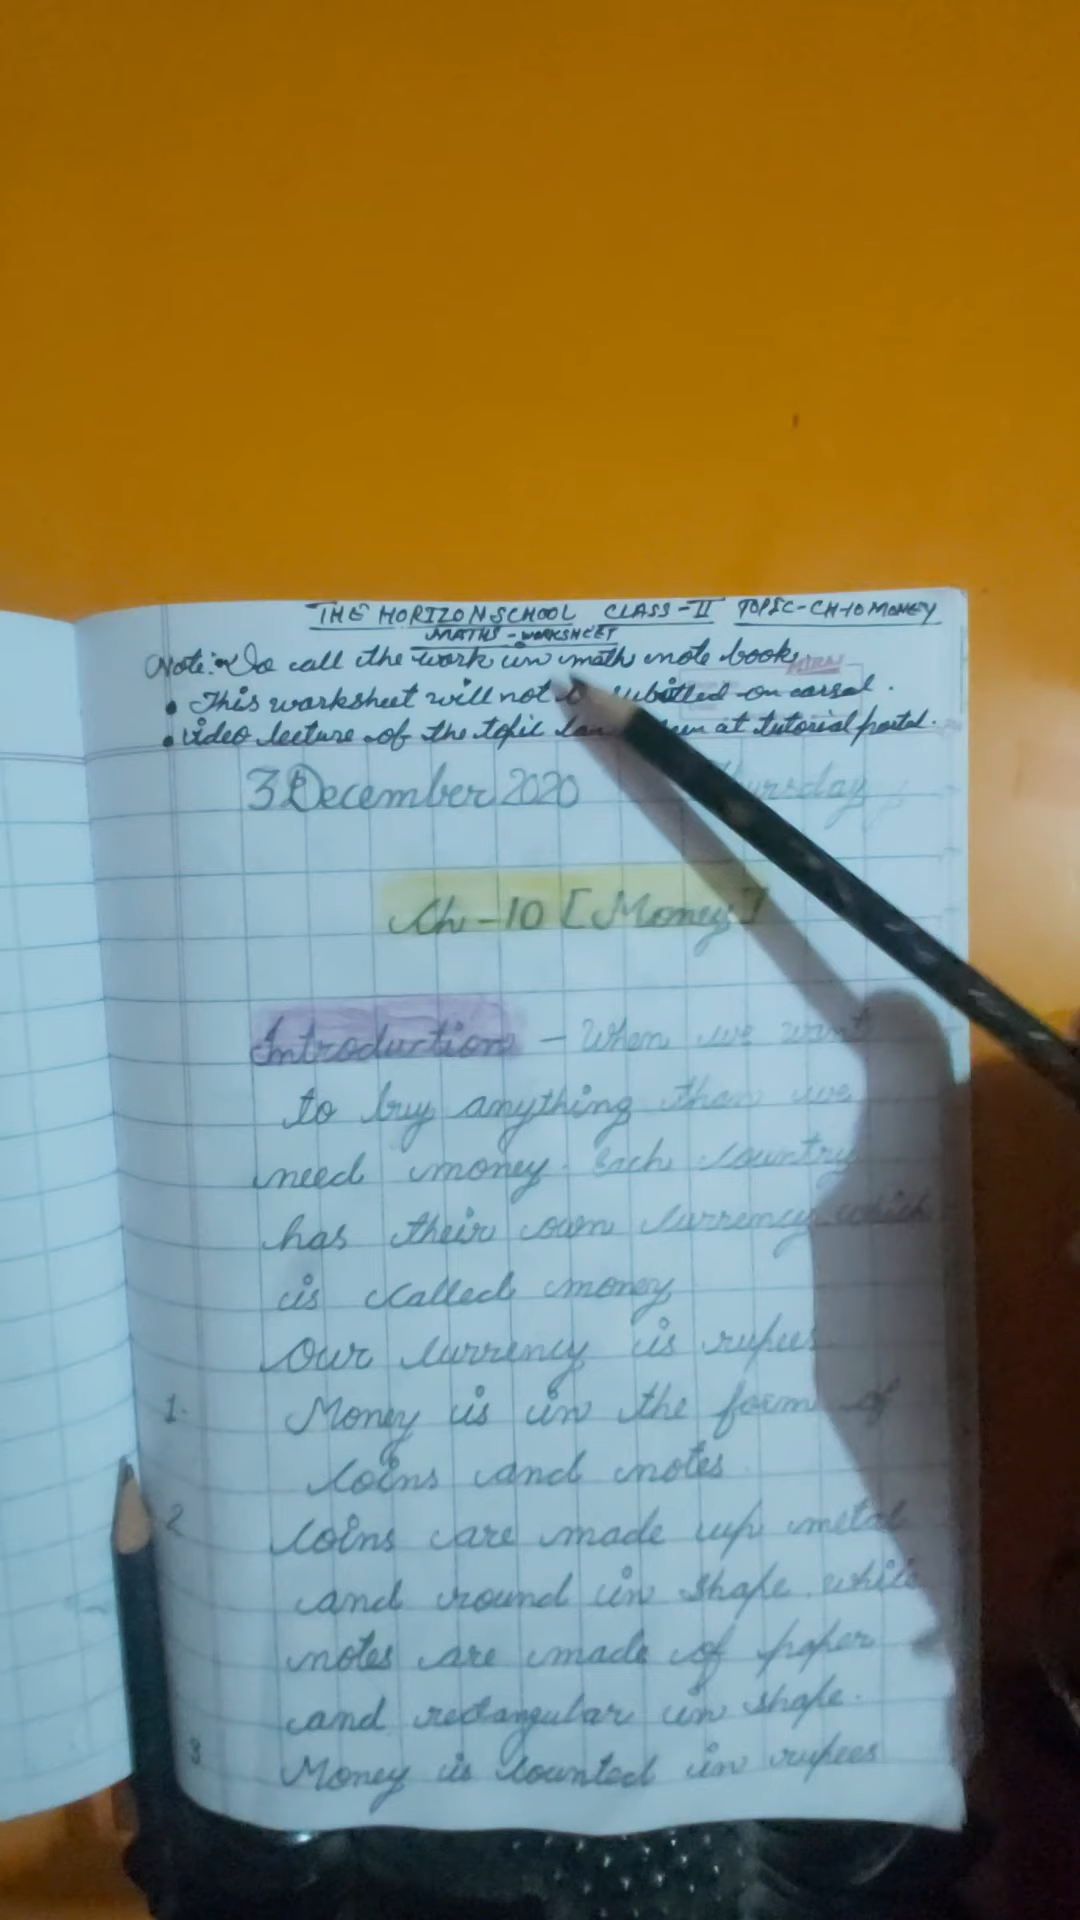 THE HORIZON SCHOOL CLASS-II TOPIC-CH-10 MONEY
MATHS-WORKSHEET
Note:- Do all the work in math note book.
• This worksheet will not submitted on
• video lecture of the topic at tutorial portal.
3 December 2020 Thursday
Ch-10 [Money]
Introduction - When we want
to buy anything than we
need money. Each country
has their own currency which
is called money
Our currency is rupees
1. Money is in the form of
Coins and notes
2 Coins are made up metal
and round in shape while
notes are made of paper
and rectangular in shape.
3 Money is counted in rupees